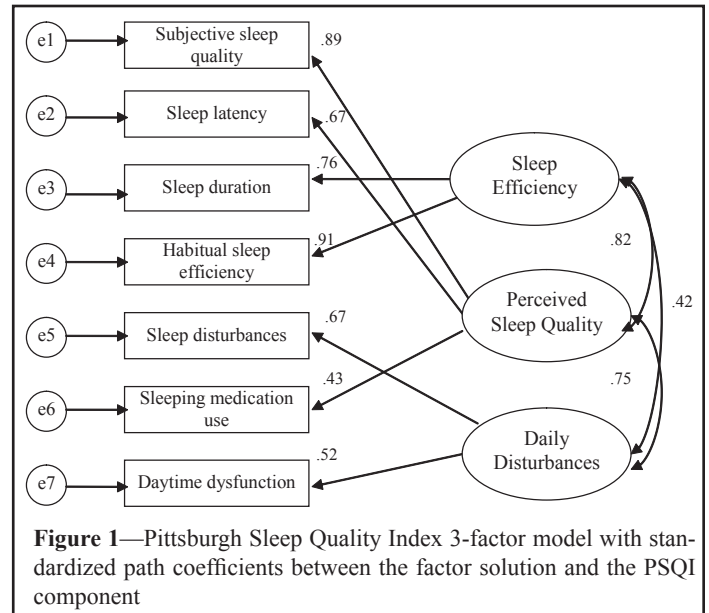 e1
Subjective sleep
quality
.89
e2
Sleep latency
.67
e3
Sleep duration
.76
e4
Habitual sleep
efficiency
.91
e5
Sleep disturbances
.67
e6
Sleeping medication
use
.43
e7
Daytime dysfunction
.52
Sleep
Efficiency
Perceived
Sleep Quality
Daily
Disturbances
.82
.42
.75
Figure 1—Pittsburgh Sleep Quality Index 3-factor model with stan-
dardized path coefficients between the factor solution and the PSQI
component